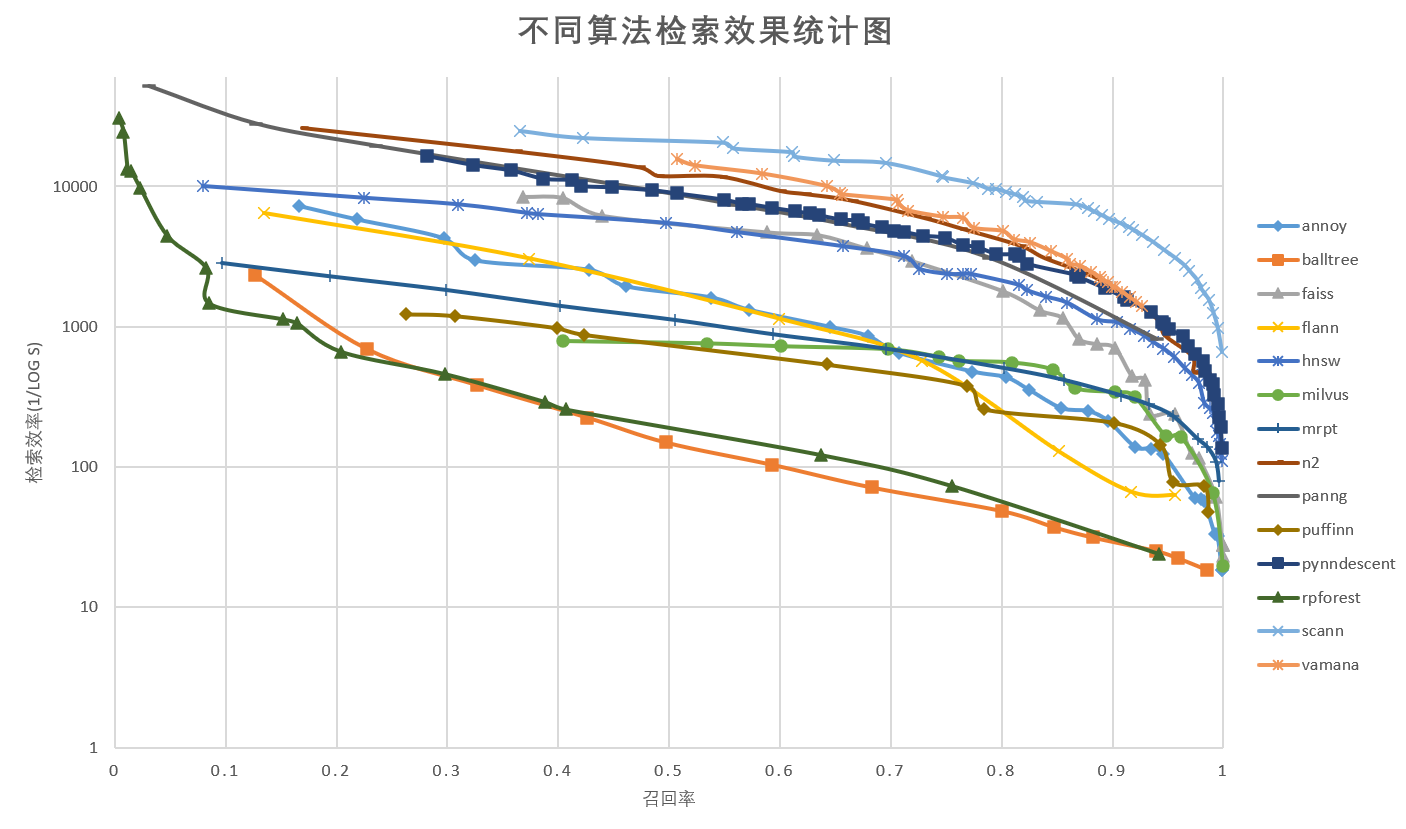 不同算法检索效果统计图
检索效率(1/LOG S)
10000
1000
100
10
1
0 0.1 0.2 0.3 0.4 0.5 0.6 0.7 0.8 0.9 1
召回率
annoy
balltree
faiss
flann
hnsw
milvus
mrpt
n2
panng
puffinn
pynndescent
rpforest
scann
vamana